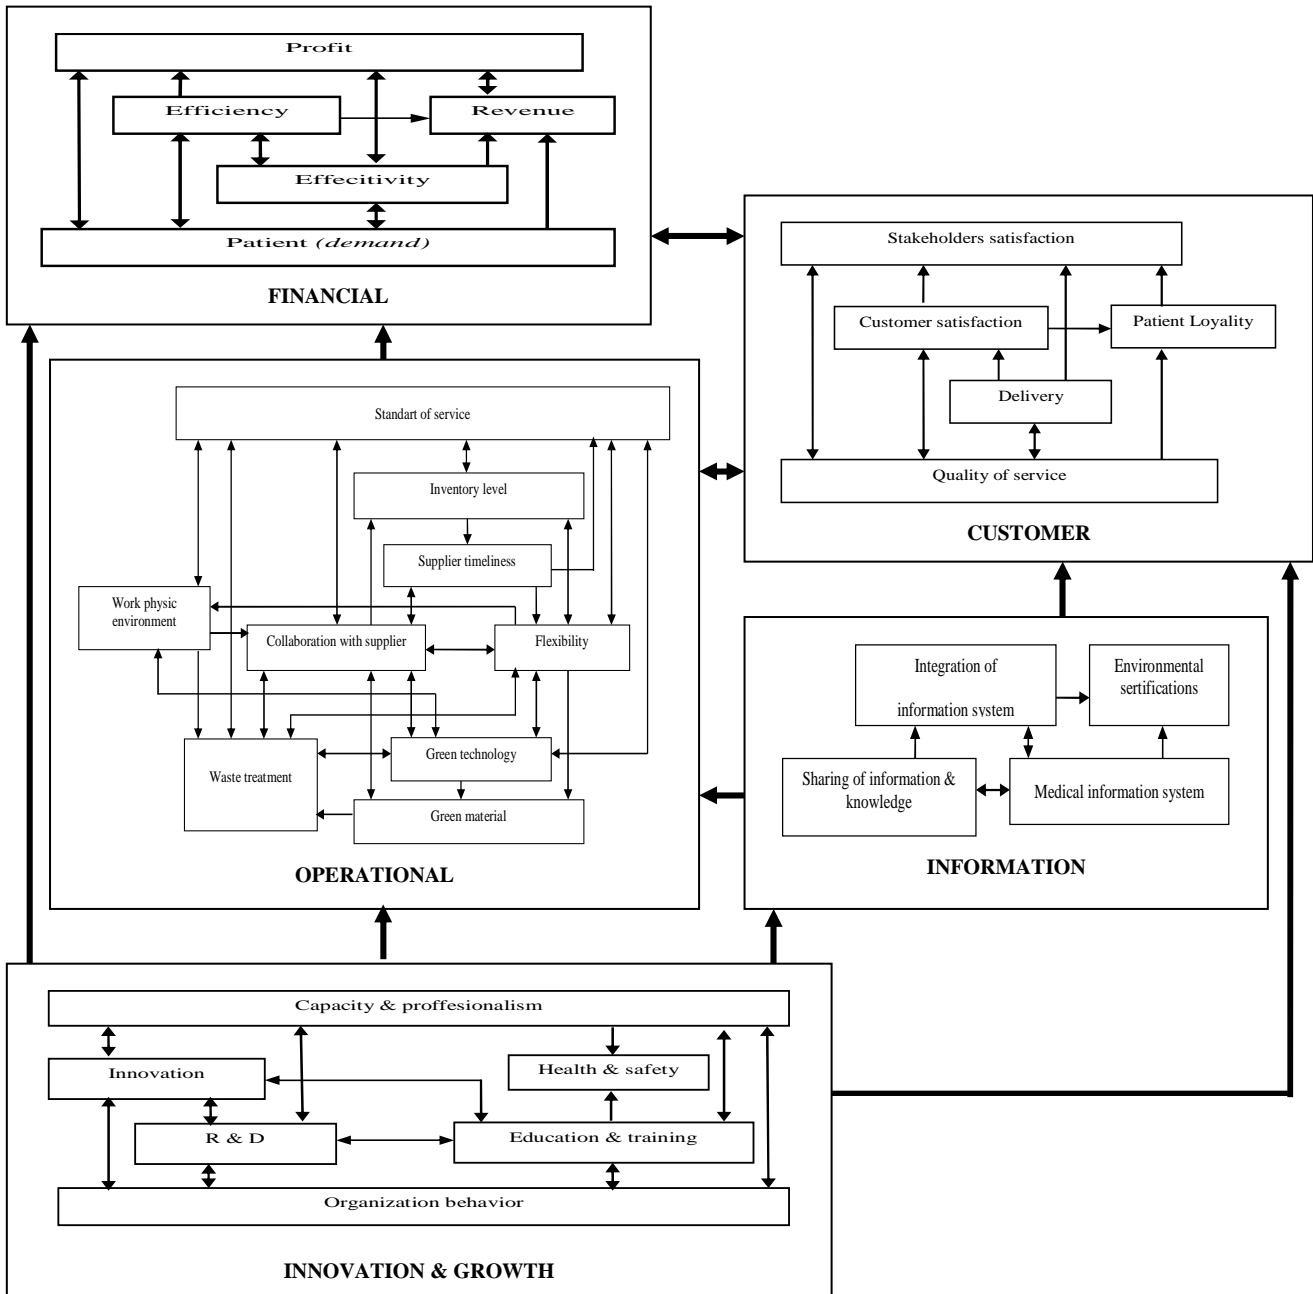 Profit
Efficiency
Revenue
Effecitivity
Patient (demand)
FINANCIAL
Stakeholders satisfaction
Customer satisfaction
Patient Loyality
Delivery
Quality of service
CUSTOMER
Standart of service
Inventory level
Supplier timeliness
Work physic
environment
Collaboration with supplier
Flexibility
Green technology
Waste treatment
Green material
OPERATIONAL
Integration of
information system
Environmental
sertifications
Sharing of information &
knowledge
Medical information system
INFORMATION
Capacity & proffesionalism
Innovation
Health & safety
R & D
Education & training
Organization behavior
INNOVATION & GROWTH